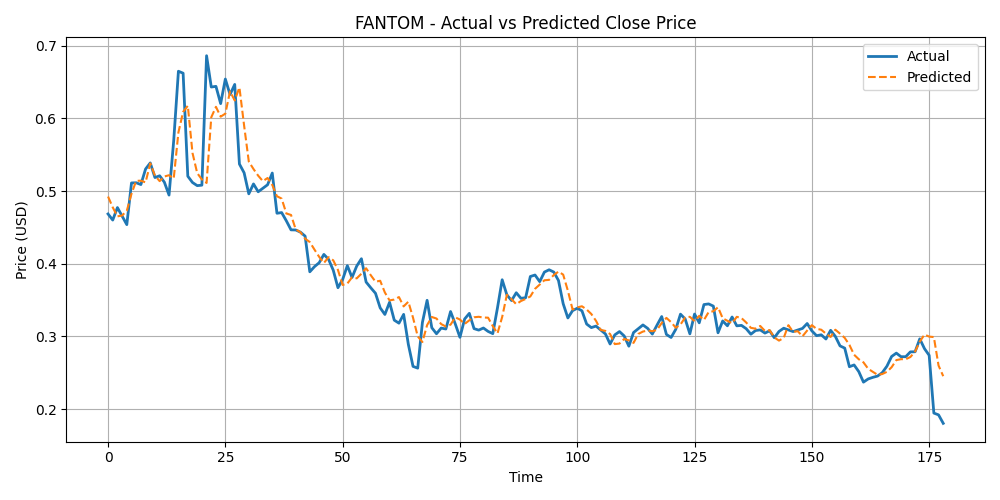 FANTOM - Actual vs Predicted Close Price
Actual
Predicted
Price (USD)
0.7
0.6
0.5
0.4
0.3
0.2
0 25 50 75 100 125 150 175
Time